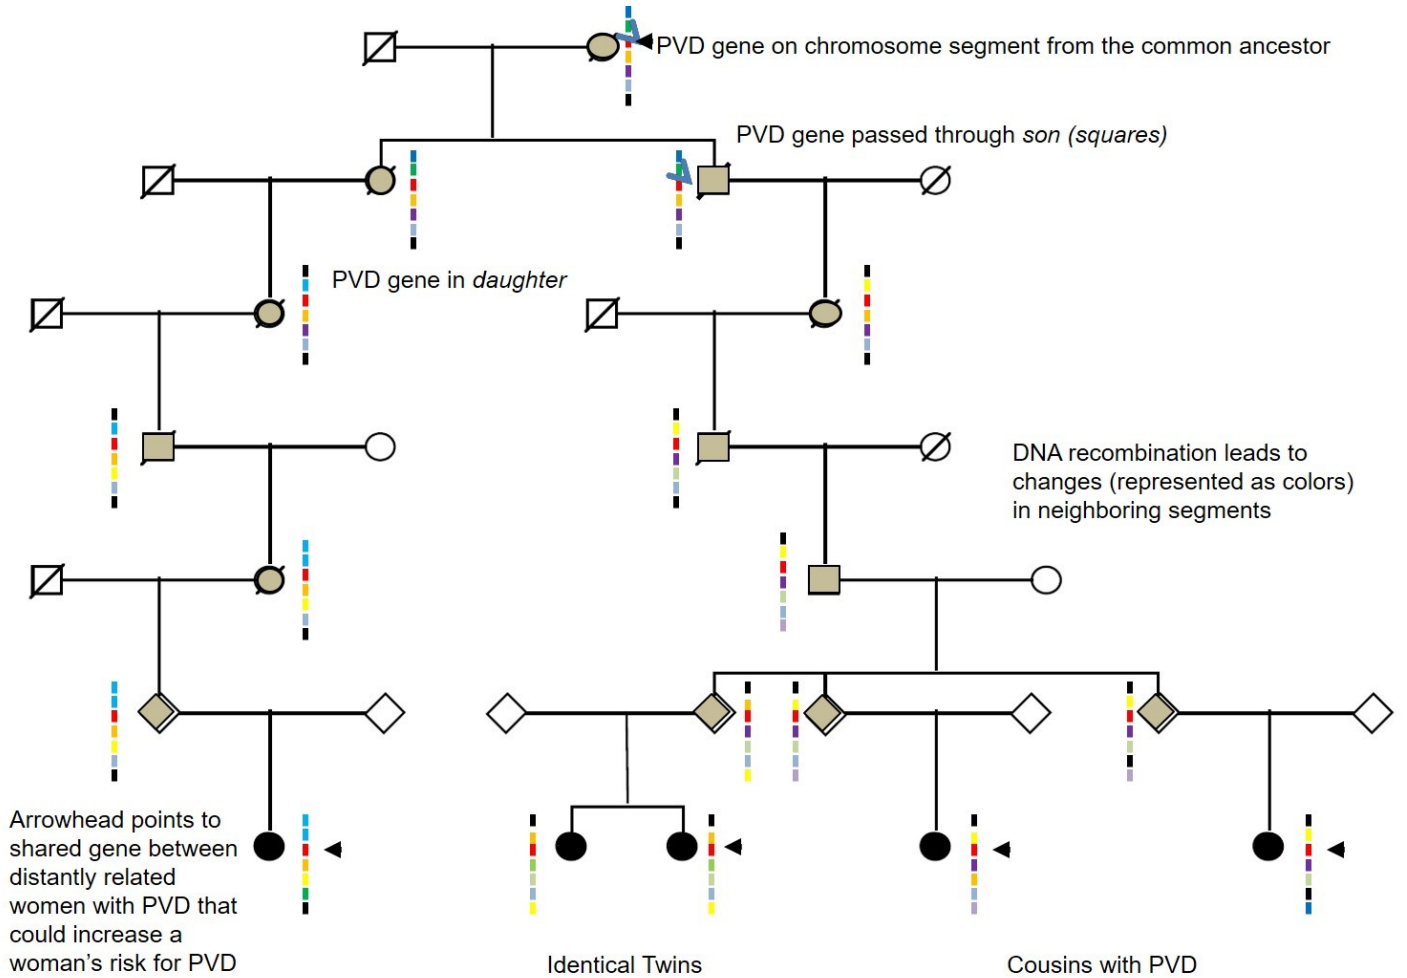 PVD gene on chromosome segment from the common ancestor
PVD gene passed through son (squares)
PVD gene in daughter
DNA recombination leads to
changes (represented as colors)
in neighboring segments
Arrowhead points to
shared gene between
distantly related
women with PVD that
could increase a
woman's risk for PVD
Identical Twins
Cousins with PVD